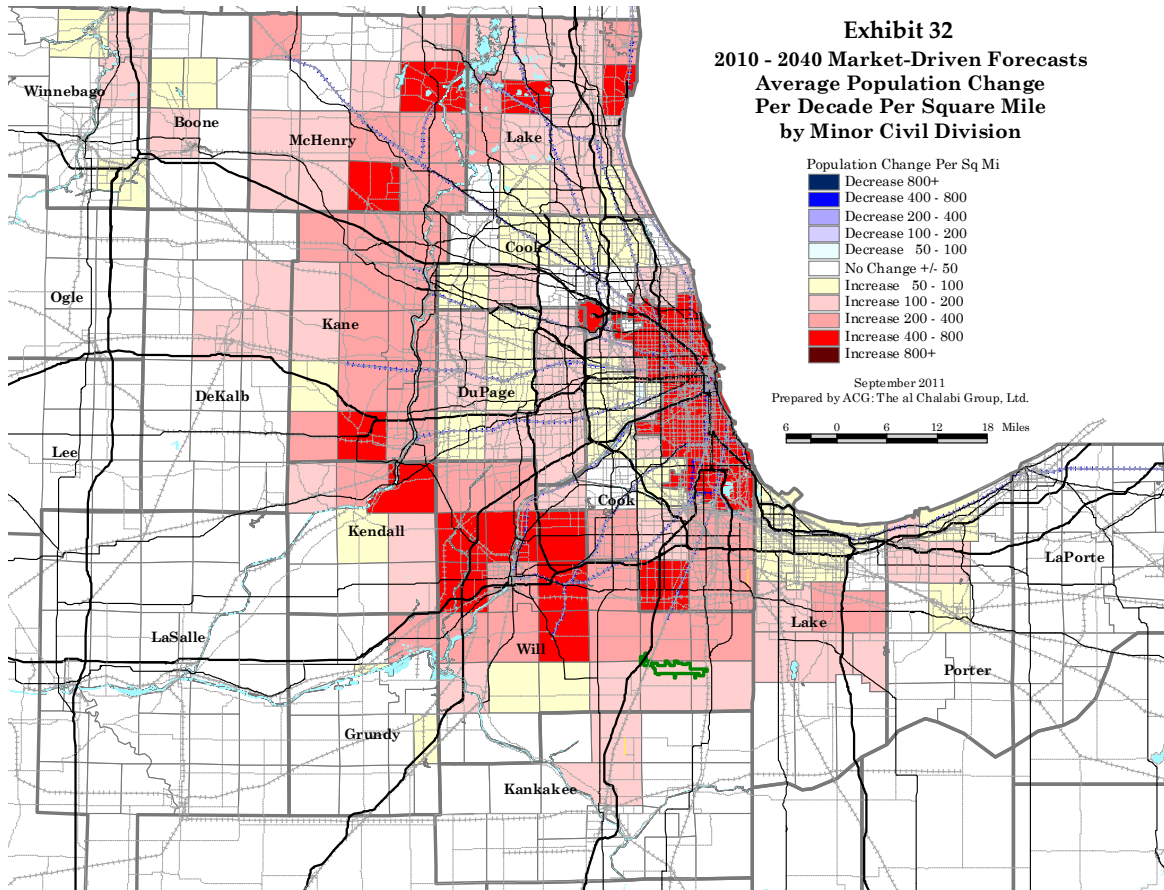 Exhibit 32
2010 - 2040 Market-Driven Forecasts
Average Population Change
Per Decade Per Square Mile
by Minor Civil Division
Population Change Per Sq Mi
Decrease 800+
Decrease 400 - 800
Decrease 200 - 400
Decrease 100 - 200
Decrease 50 - 100
No Change +/- 50
Increase 50 - 100
Increase 100 - 200
Increase 200 - 400
Increase 400 - 800
Increase 800+
September 2011
Prepared by ACG: The al Chalabi Group, Ltd.
6 0 6 12 18 Miles
Winnebago
Boone
McHenry
Lake
Cook
Ogle
Kane
DeKalb
DuPage
Lee
Cook
Kendall
LaPorte
LaSalle
Lake
Will
Porter
Grundy
Kankakee